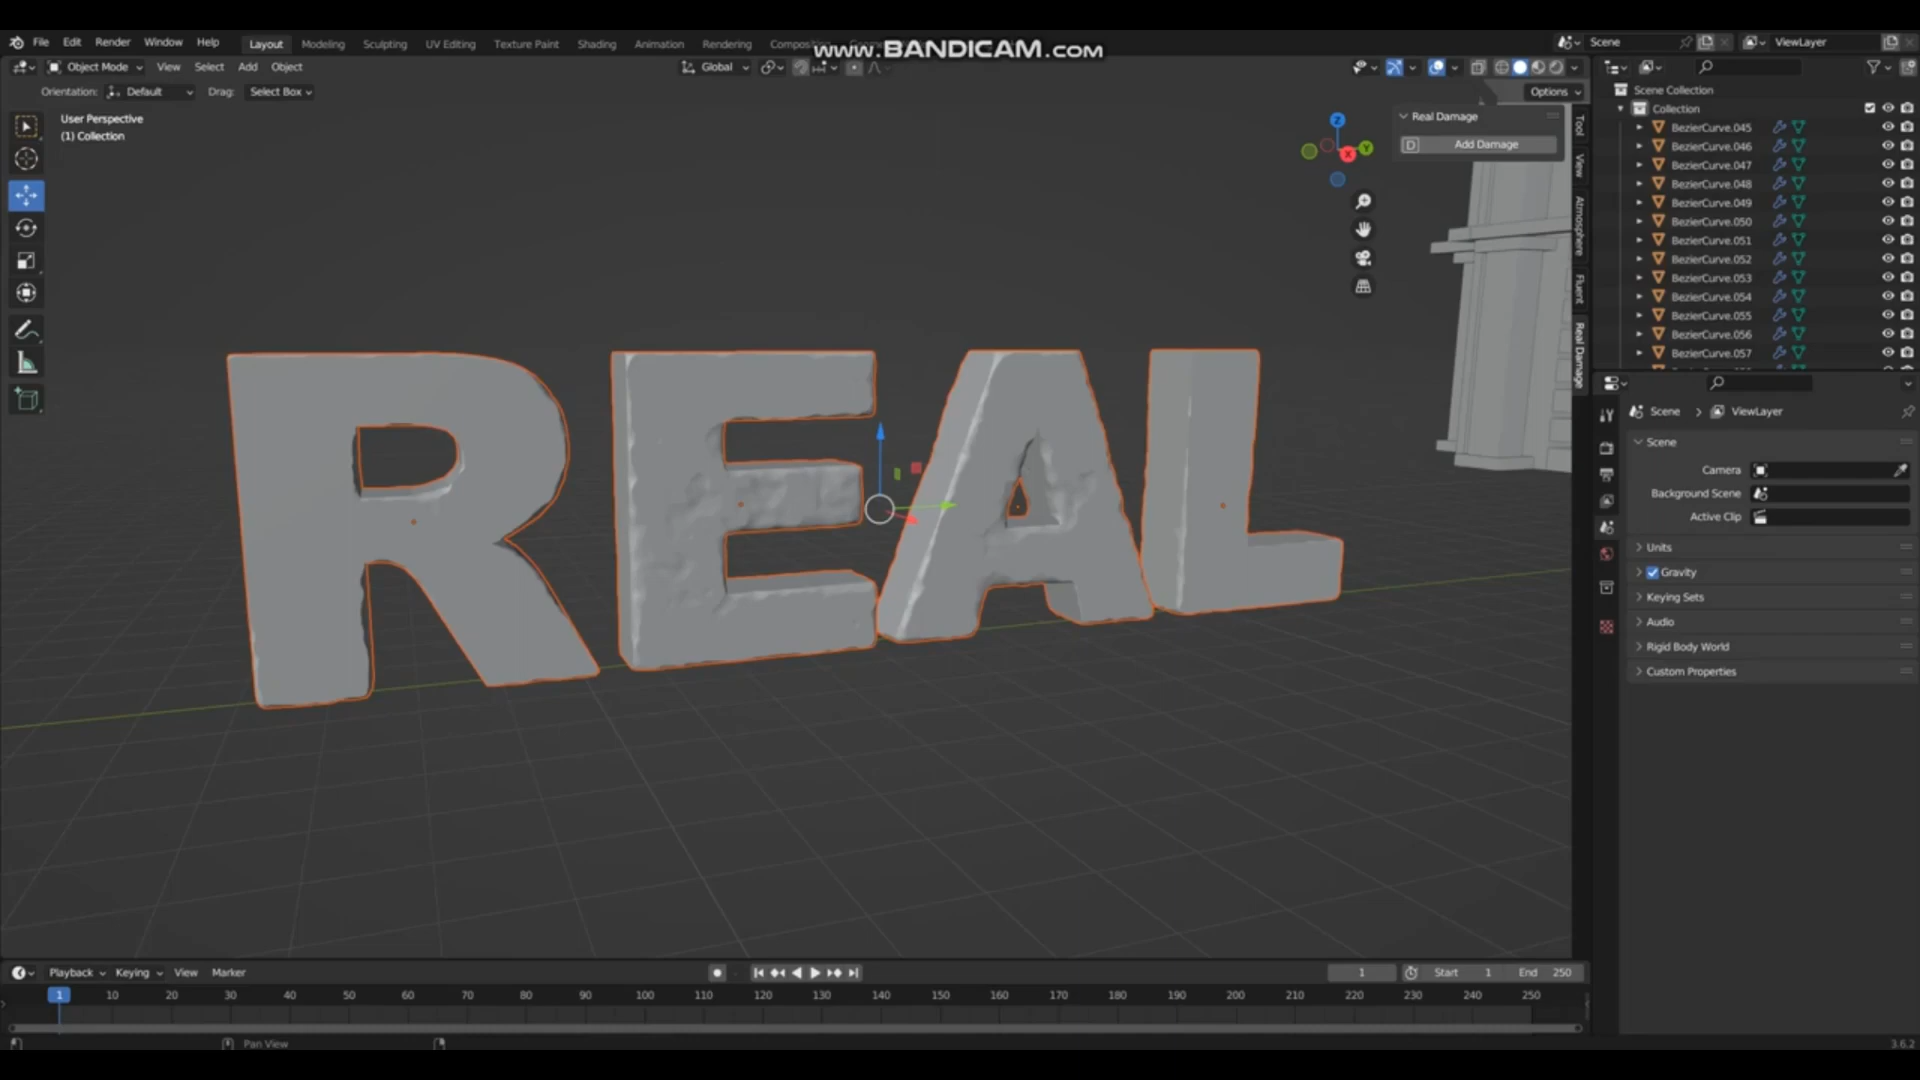 www.BANDICAM.com
File Edit Render Window Help Layout Modeling Sculpting UV Editing Texture Paint Shading Animation Rendering Scene ViewLayer
Object Mode View Select Add Object Global
Orientation: Default Drag: Select Box Options
User Perspective
(1) Collection
Z
Y
X
Real Damage
D Add Damage
Tool
View
Atmosphere
Fluent
Real Damage
REAL
Scene Collection
Collection
BezierCurve.045
BezierCurve.046
BezierCurve.047
BezierCurve.048
BezierCurve.049
BezierCurve.050
BezierCurve.051
BezierCurve.052
BezierCurve.053
BezierCurve.054
BezierCurve.055
BezierCurve.056
BezierCurve.057
Scene > ViewLayer
Scene
Camera
Background Scene
Active Clip
Units
Gravity
Keying Sets
Audio
Rigid Body World
Custom Properties
Playback Keying View Marker 1 Start 1 End 250
1 10 20 30 40 50 60 70 80 90 100 110 120 130 140 150 160 170 180 190 200 210 220 230 240 250
Pan View 3.6.2